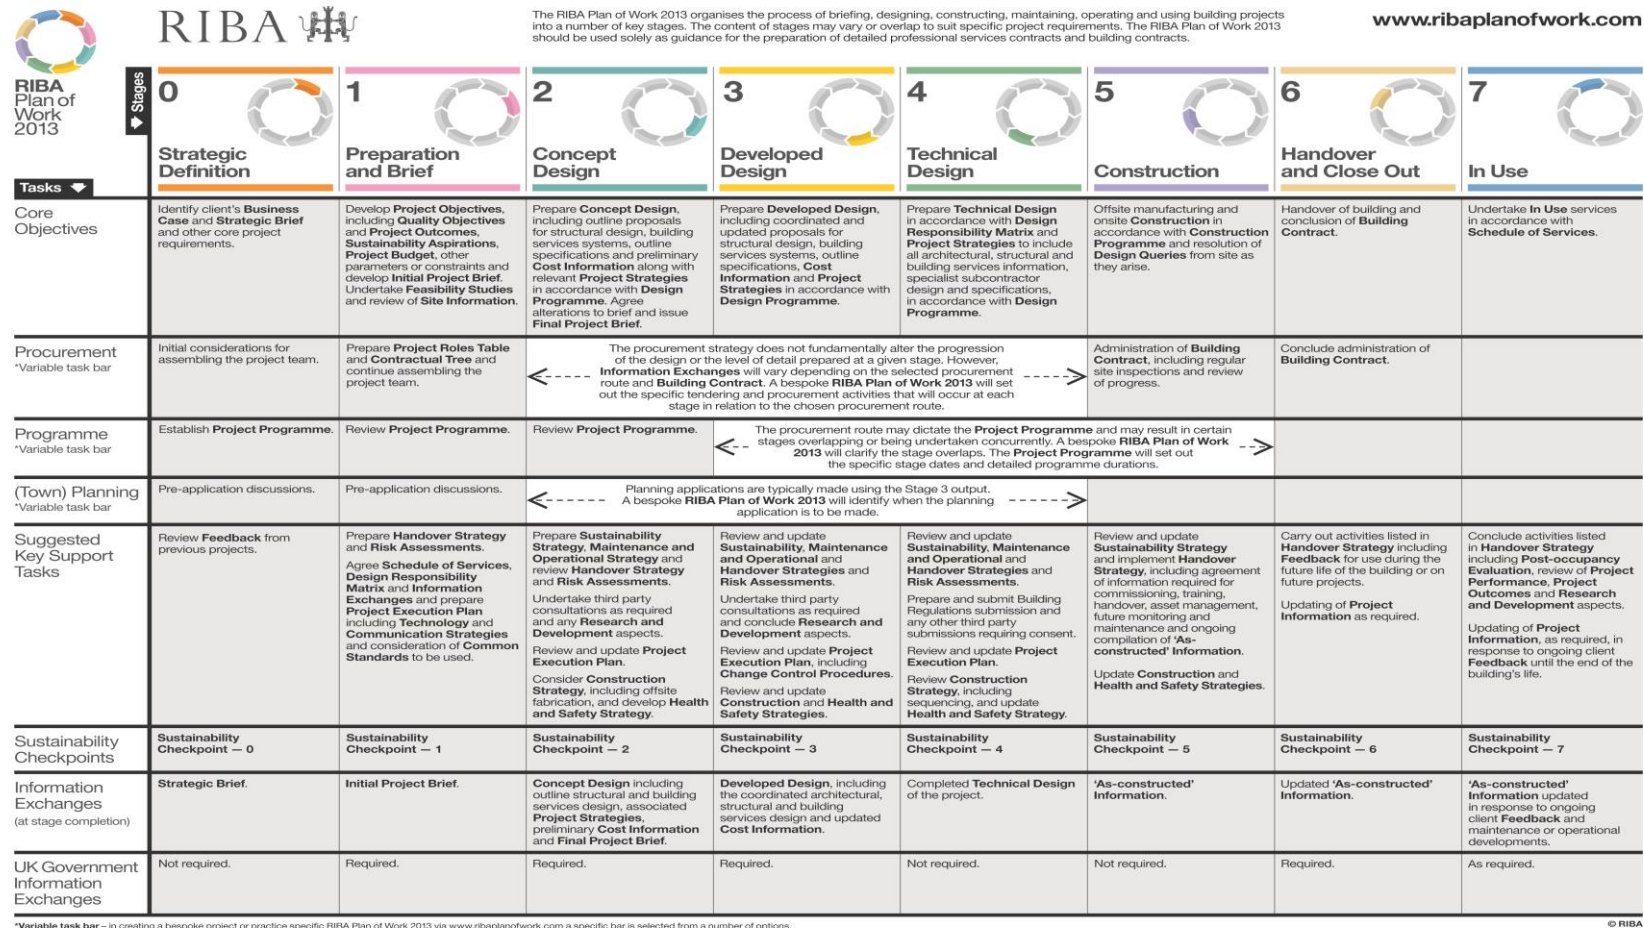 RIBA
The RIBA Plan of Work 2013 organises the process of briefing, designing, constructing, maintaining, operating and using building projects
into a number of key stages. The content of stages may vary or overlap to suit specific project requirements. The RIBA Plan of Work 2013
should be used solely as guidance for the preparation of detailed professional services contracts and building contracts.
www.ribaplanofwork.com
RIBA
Plan of
Work
2013
Stages
Tasks
0
Strategic
Definition
1
Preparation
and Brief
2
Concept
Design
3
Developed
Design
4
Technical
Design
5
Construction
6
Handover
and Close Out
7
In Use
Core
Objectives
Identify client's Business
Case and Strategic Brief
and other core project
requirements.
Develop Project Objectives,
including Quality Objectives
and Project Outcomes,
Sustainability Aspirations,
Project Budget, other
parameters or constraints and
develop Initial Project Brief.
Undertake Feasibility Studies
and review of Site Information.
Prepare Concept Design,
including outline proposals
for structural design, building
services systems, outline
specifications and preliminary
Cost Information along with
relevant Project Strategies
in accordance with Design
Programme. Agree
alterations to brief and issue
Final Project Brief.
Prepare Developed Design,
including coordinated and
updated proposals for
structural design, building
services systems, outline
specifications, Cost
Information and Project
Strategies in accordance with
Design Programme.
Prepare Technical Design
in accordance with Design
Responsibility Matrix and
Project Strategies to include
all architectural, structural and
building services information,
specialist subcontractor
design and specifications,
in accordance with Design
Programme.
Offsite manufacturing and
onsite Construction in
accordance with Construction
Programme and resolution of
Design Queries from site as
they arise.
Handover of building and
conclusion of Building
Contract.
Undertake In Use services
in accordance with
Schedule of Services.
Procurement
*Variable task bar
Initial considerations for
assembling the project team.
Prepare Project Roles Table
and Contractual Tree and
continue assembling the
project team.
The procurement strategy does not fundamentally alter the progression
of the design or the level of detail prepared at a given stage. However,
Information Exchanges will vary depending on the selected procurement
route and Building Contract. A bespoke RIBA Plan of Work 2013 will set
out the specific tendering and procurement activities that will occur at each
stage in relation to the chosen procurement route.
Administration of Building
Contract, including regular
site inspections and review
of progress.
Conclude administration of
Building Contract.
Programme
*Variable task bar
Establish Project Programme.
Review Project Programme.
Review Project Programme.
The procurement route may dictate the Project Programme and may result in certain
stages overlapping or being undertaken concurrently. A bespoke RIBA Plan of Work
2013 will clarify the stage overlaps. The Project Programme will set out
the specific stage dates and detailed programme durations.
(Town) Planning
*Variable task bar
Pre-application discussions.
Pre-application discussions.
Planning applications are typically made using the Stage 3 output.
A bespoke RIBA Plan of Work 2013 will identify when the planning
application is to be made.
Suggested
Key Support
Tasks
Review Feedback from
previous projects.
Prepare Handover Strategy
and Risk Assessments.
Agree Schedule of Services,
Design Responsibility
Matrix and Information
Exchanges and prepare
Project Execution Plan
including Technology and
Communication Strategies
and consideration of Common
Standards to be used.
Prepare Sustainability
Strategy, Maintenance and
Operational Strategy and
review Handover Strategy
and Risk Assessments.
Undertake third party
consultations as required
and any Research and
Development aspects.
Review and update Project
Execution Plan.
Consider Construction
Strategy, including offsite
fabrication, and develop Health
and Safety Strategy.
Review and update
Sustainability, Maintenance
and Operational and
Handover Strategies and
Risk Assessments.
Undertake third party
consultations as required
and conclude Research and
Development aspects.
Review and update Project
Execution Plan, including
Change Control Procedures.
Review and update
Construction and Health and
Safety Strategies.
Review and update
Sustainability, Maintenance
and Operational and
Handover Strategies and
Risk Assessments.
Prepare and submit Building
Regulations submission and
any other third party
submissions requiring consent.
Review and update Project
Execution Plan.
Review Construction
Strategy, including
sequencing, and update
Health and Safety Strategy.
Review and update
Sustainability Strategy
and implement Handover
Strategy, including agreement
of information required for
commissioning, training,
handover, asset management,
future monitoring and
maintenance and ongoing
compilation of 'As-
constructed' Information.
Update Construction and
Health and Safety Strategies.
Carry out activities listed in
Handover Strategy including
Feedback for use during the
future life of the building or on
future projects.
Updating of Project
Information as required.
Conclude activities listed
in Handover Strategy
including Post-occupancy
Evaluation, review of Project
Performance, Project
Outcomes and Research
and Development aspects.
Updating of Project
Information, as required, in
response to ongoing client
Feedback until the end of the
building's life.
Sustainability
Checkpoints
Sustainability
Checkpoint — 0
Sustainability
Checkpoint — 1
Sustainability
Checkpoint — 2
Sustainability
Checkpoint — 3
Sustainability
Checkpoint — 4
Sustainability
Checkpoint — 5
Sustainability
Checkpoint — 6
Sustainability
Checkpoint — 7
Information
Exchanges
(at stage completion)
Strategic Brief.
Initial Project Brief.
Concept Design including
outline structural and building
services design, associated
Project Strategies,
preliminary Cost Information
and Final Project Brief.
Developed Design, including
the coordinated architectural,
structural and building
services design and updated
Cost Information.
Completed Technical Design
of the project.
'As-constructed'
Information.
Updated 'As-constructed'
Information.
'As-constructed'
Information updated
in response to ongoing
client Feedback and
maintenance or operational
developments.
UK Government
Information
Exchanges
Not required.
Required.
Required.
Required.
Not required.
Not required.
Required.
As required.
*Variable task bar – in creating a bespoke project or practice specific RIBA Plan of Work 2013 via www.ribaplanofwork.com a specific bar is selected from a number of options.
© RIBA